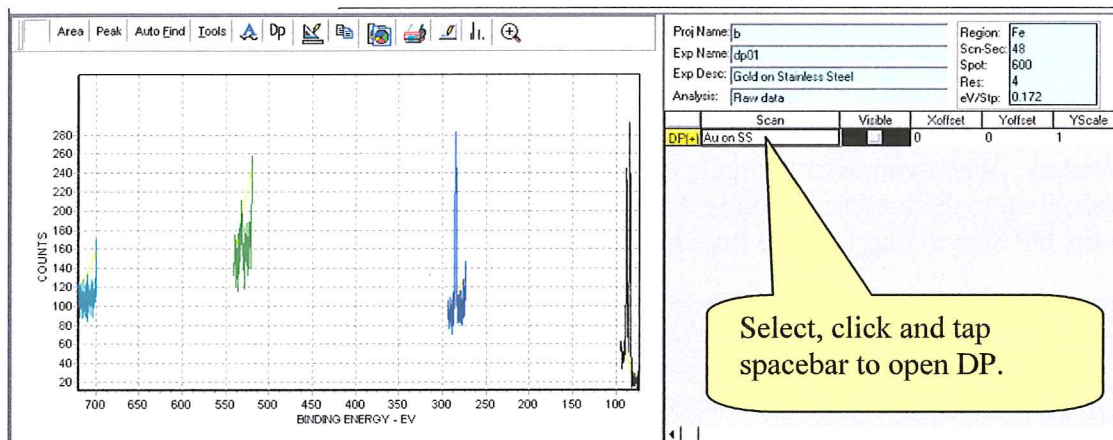 Area Peak Auto Find Tools Dp
COUNTS
280
260
240
220
200
180
160
140
120
100
80
60
40
20
700 650 600 550 500 450 400 350 300 250 200 150 100
BINDING ENERGY - EV
Proj Name: b
Exp Name: dp01
Exp Desc: Gold on Stainless Steel
Analysis: Raw data
Region: Fe
Scn-Sec: 48
Spot: 600
Res: 4
eV/Stp: 0.172
Scan Visible Xoffset Yoffset YScale
DP(+) Au on SS 0 0 1
Select, click and tap
spacebar to open DP.